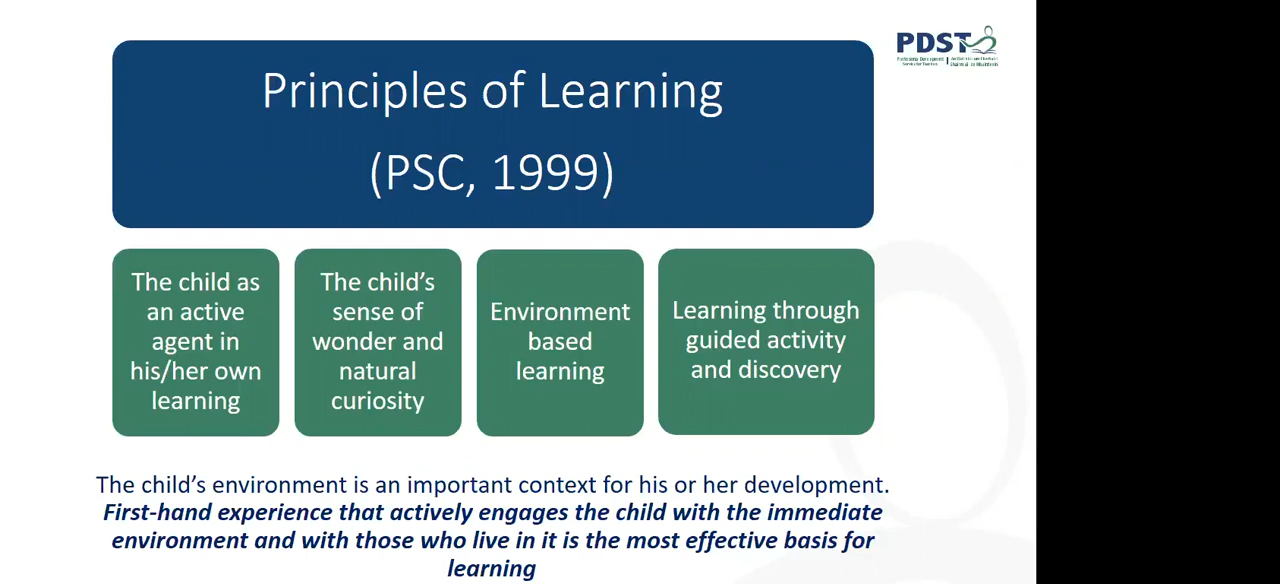 PDST
Principles of Learning
(PSC, 1999)
The child as
an active
agent in
his/her own
learning
The child's
sense of
wonder and
natural
curiosity
Environment
based
learning
Learning through
guided activity
and discovery
The child's environment is an important context for his or her development.
First-hand experience that actively engages the child with the immediate
environment and with those who live in it is the most effective basis for
learning